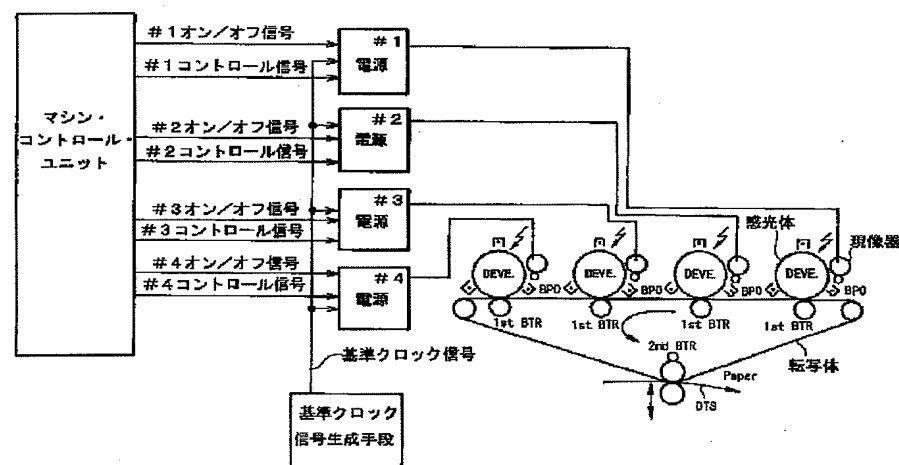 マシン・
コントロール・
ユニット
#1オン/オフ信号
#1コントロール信号
#2オン/オフ信号
#2コントロール信号
#3オン/オフ信号
#3コントロール信号
#4オン/オフ信号
#4コントロール信号
#1
電源
#2
電源
#3
電源
#4
電源
基準クロック信号
基準クロック
信号生成手段
感光体
現像器
DEVE.
DEVE.
DEVE.
DEVE.
BPO
BPO
BPO
BPO
1st BTR
1st BTR
1st BTR
1st BTR
2nd BTR
転写体
Paper
DTS